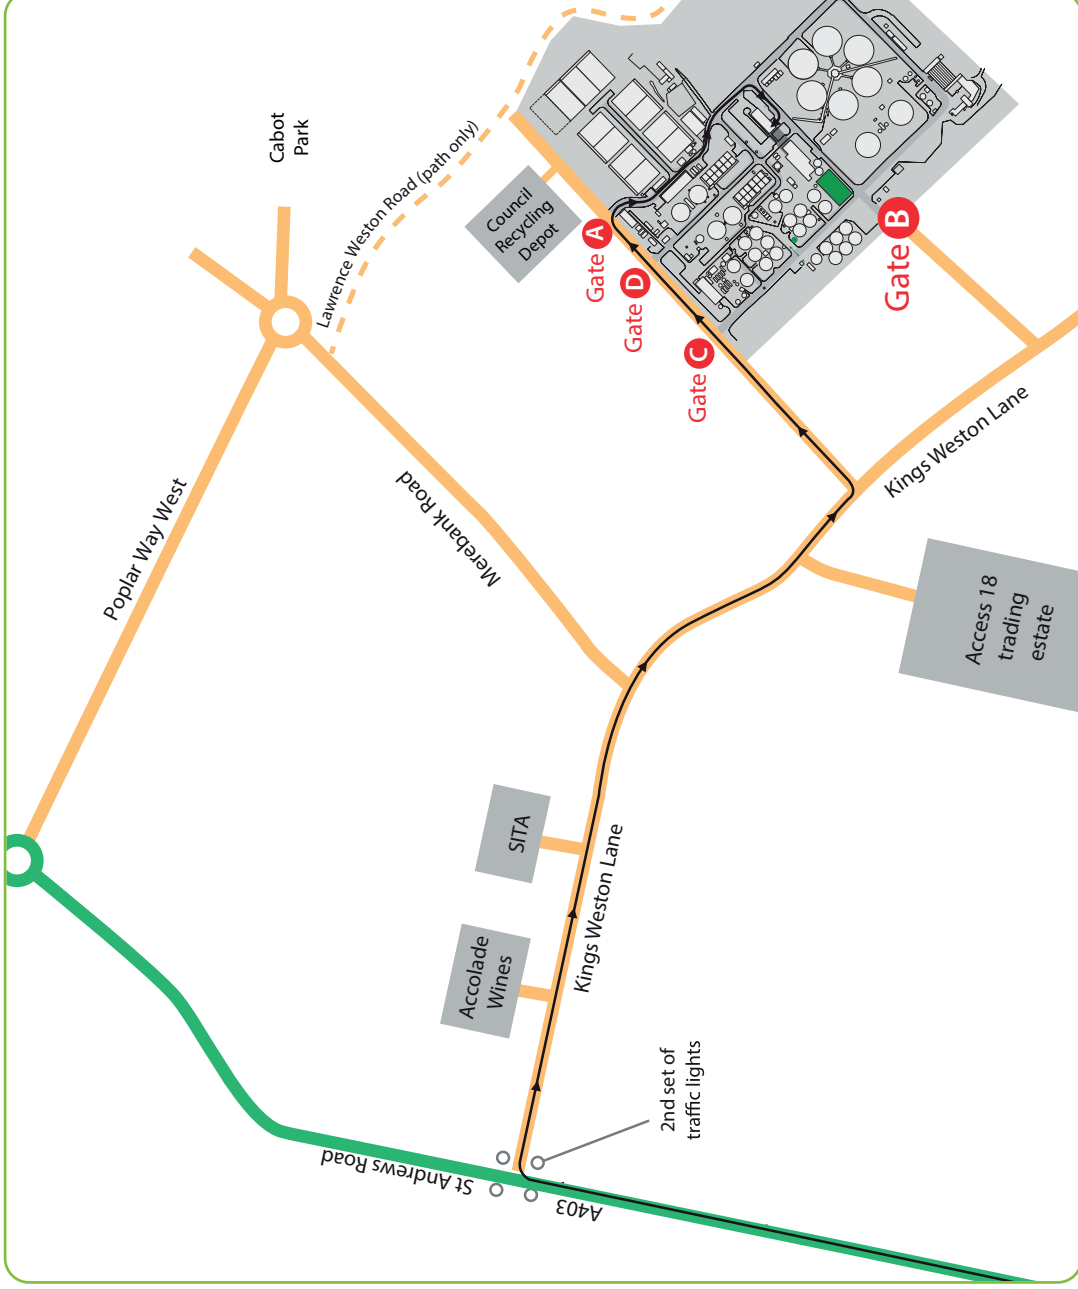 Cabot
Park
Lawrence Weston Road (path only)
Council
Recycling
Depot
Gate A
Gate D
Gate C
Gate B
Poplar Way West
Merebank Road
Kings Weston Lane
Access 18
trading
estate
SITA
Accolade
Wines
Kings Weston Lane
2nd set of
traffic lights
St Andrews Road
A403